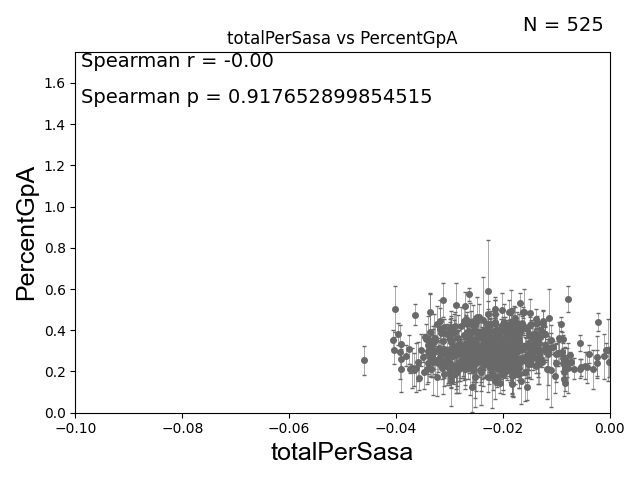 N = 525
totalPerSasa vs PercentGpA
Spearman r = -0.00
Spearman p = 0.917652899854515
PercentGpA
1.6
1.4
1.2
1.0
0.8
0.6
0.4
0.2
0.0
−0.10 −0.08 −0.06 −0.04 −0.02 0.00
totalPerSasa